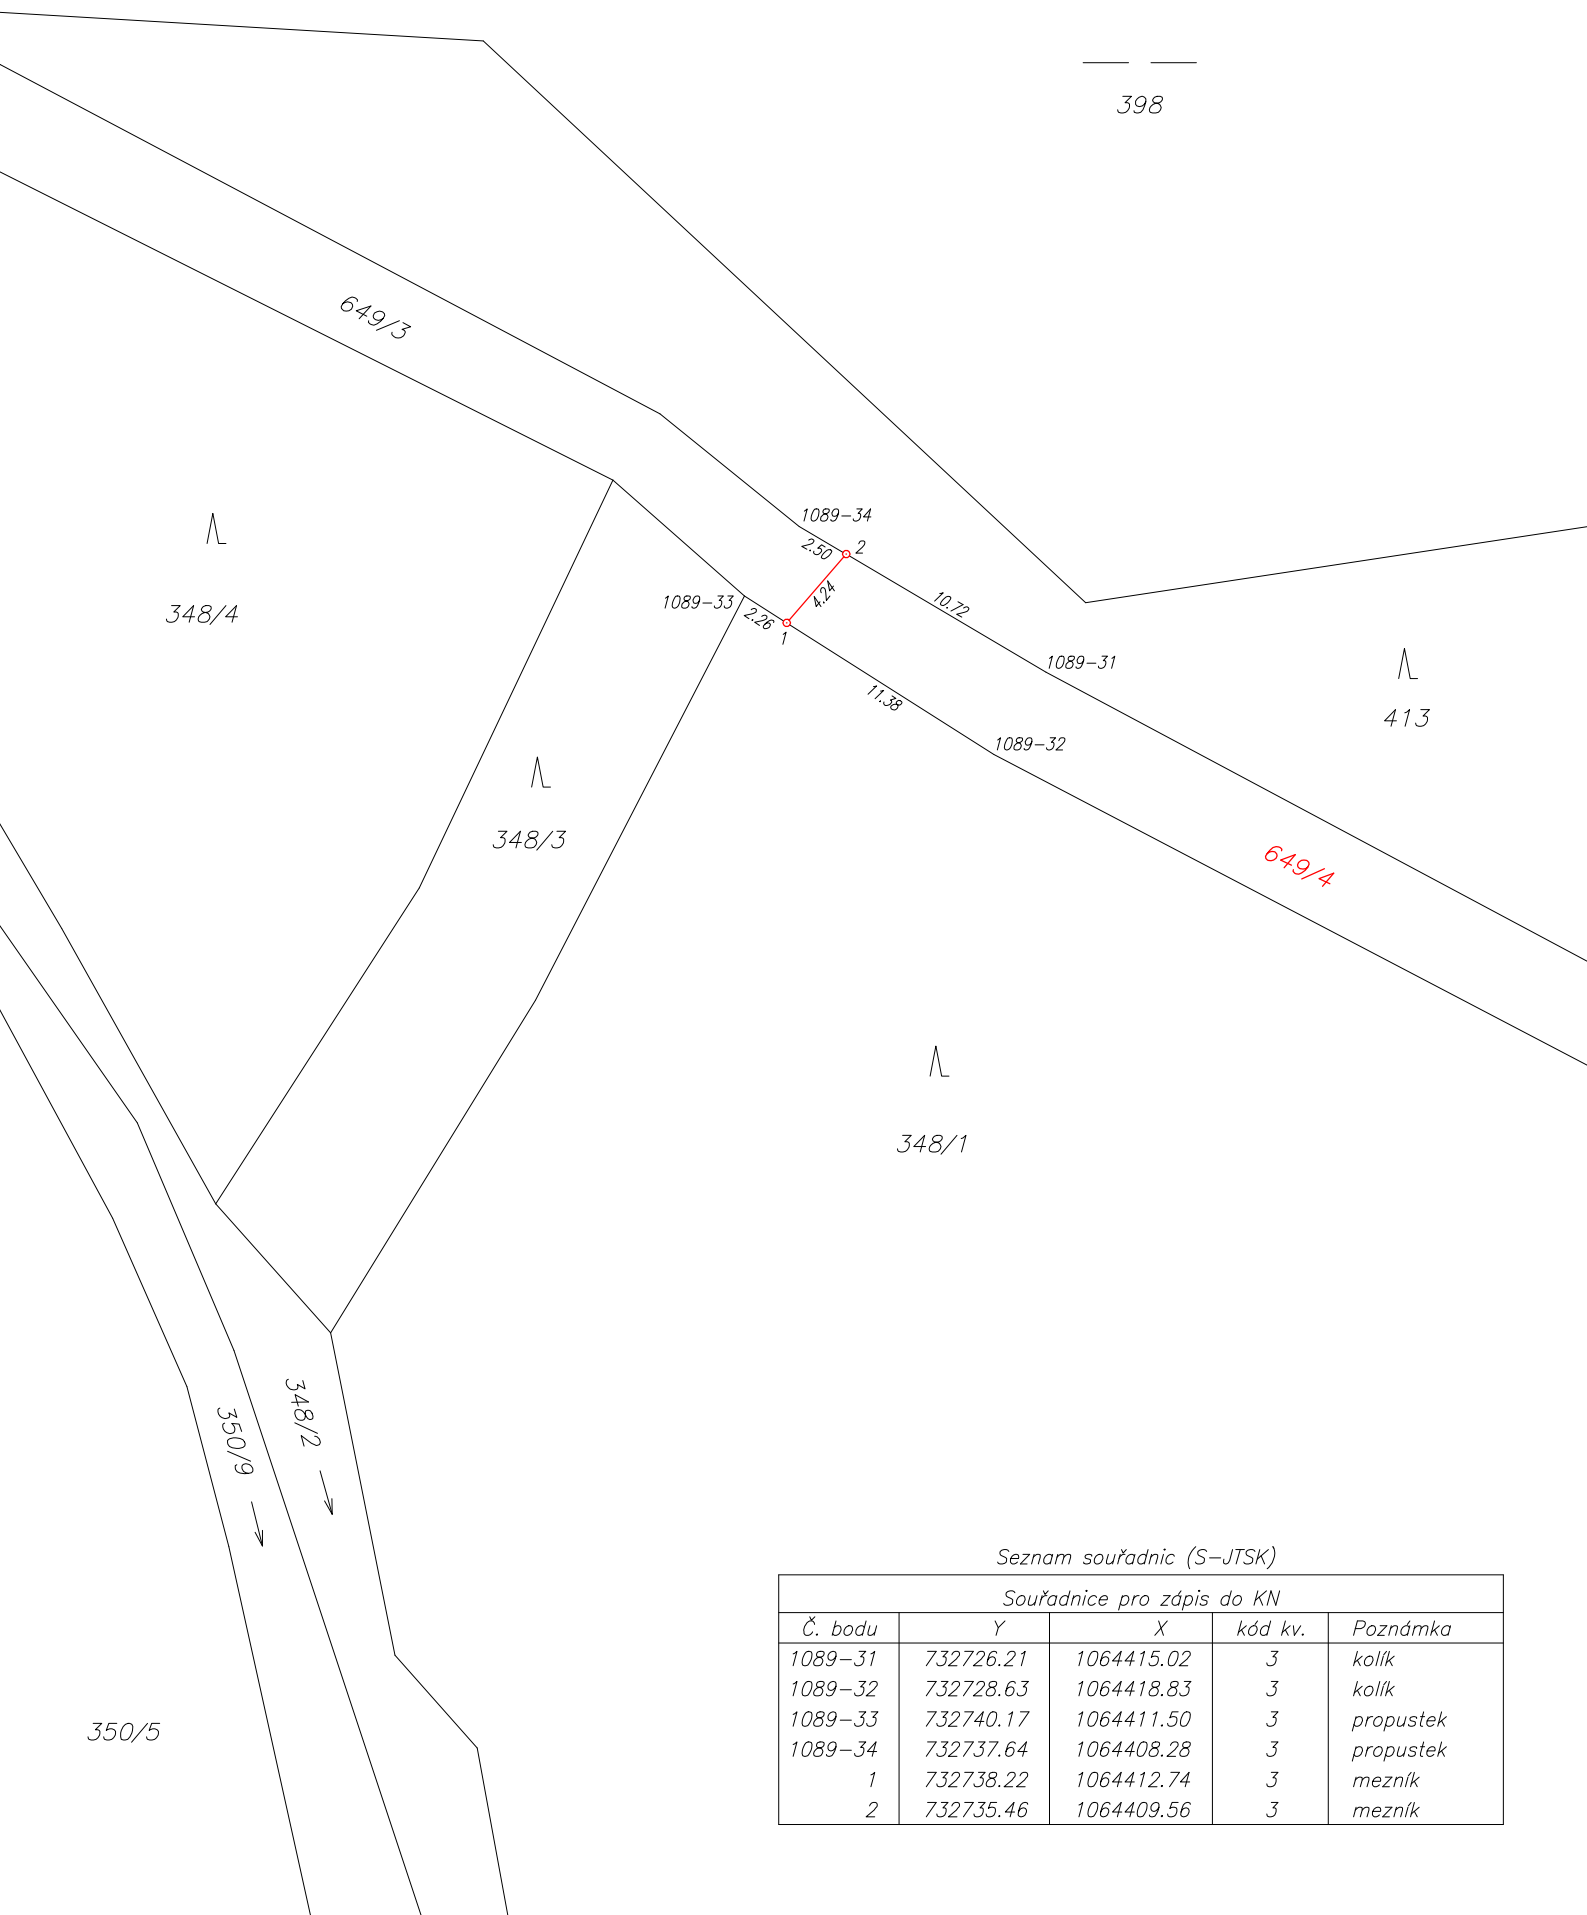 398
649/3
1089-34
2.50
2
348/4
4.24
1089-33
2.26
1
10.72
1089-31
11.38
413
1089-32
348/3
649/4
348/1
348/2
350/9
350/5
Seznam souřadnic (S-JTSK)
Souřadnice pro zápis do KN
Č. bodu Y X kód kv. Poznámka
1089-31 732726.21 1064415.02 3 kolík
1089-32 732728.63 1064418.83 3 kolík
1089-33 732740.17 1064411.50 3 propustek
1089-34 732737.64 1064408.28 3 propustek
1 732738.22 1064412.74 3 mezník
2 732735.46 1064409.56 3 mezník